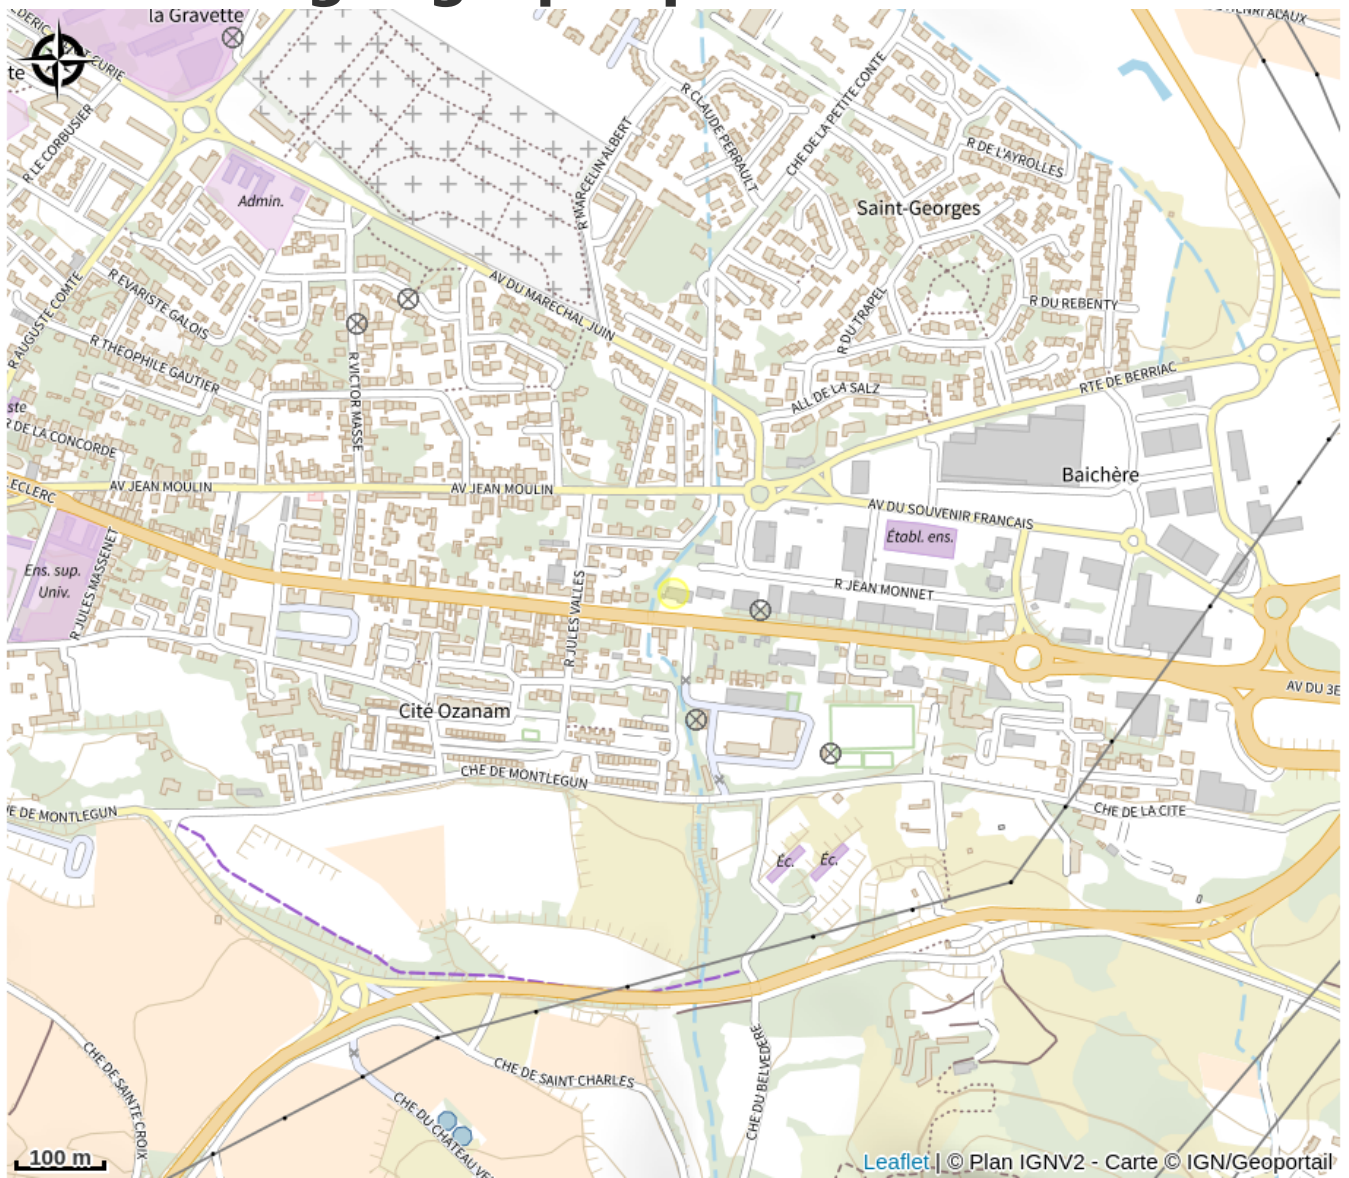 la Gravette
CURIE
te
R LE CORBUSIER
Admin.
R MARCELIN ALBERT
R CLAUDE PERRAULT
CHE DE LA PETITE CONTE
R DE L'AYROLLES
Saint-Georges
R AUGUSTE COMTE
R EVARISTE GALOIS
R THEOPHILE GAUTIER
R VICTOR MASSE
AV DU MARECHAL JUIN
R DU TRAPEL
R DU REBENTY
ALL DE LA SALZ
RTE DE BERRIAC
ste
R DE LA CONCORDE
ECLERC
AV JEAN MOULIN
AV JEAN MOULIN
Baichère
AV DU SOUVENIR FRANCAIS
Établ. ens.
Ens. sup.
Univ.
R JULES MASSENET
R JULES VALLES
R JEAN MONNET
AV DU 3E
Cité Ozanam
CHE DE MONTLEGUN
E DE MONTLEGUN
CHE DE LA CITE
Éc.
Éc.
CHE DE SAINTE CROIX
CHE DE SAINT CHARLES
CHE DU CHATEAU VE
CHE DU BELVEDERE
100 m
Leaflet | © Plan IGNV2 - Carte © IGN/Geoportail